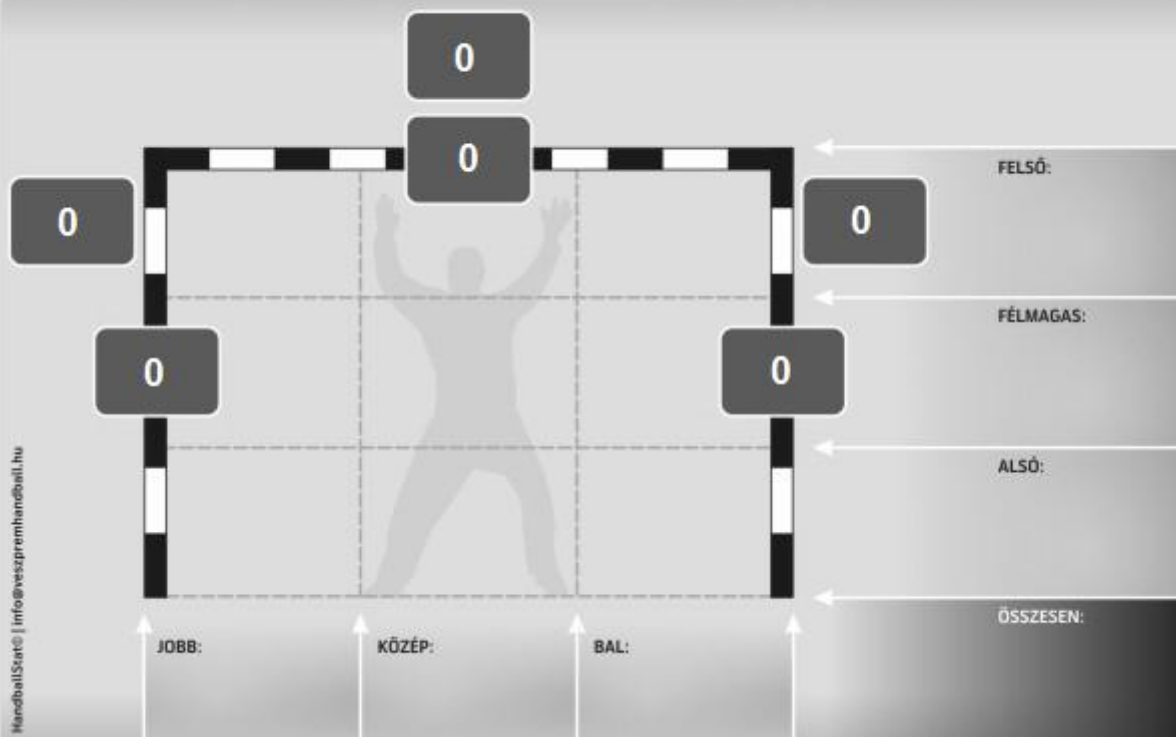 0
0
FELSŐ:
0
0
FÉLMAGAS:
0
0
ALSÓ:
ÖSSZESEN:
JOBB:
KÖZÉP:
BAL:
HandballStat© | info@veszpremhandball.hu